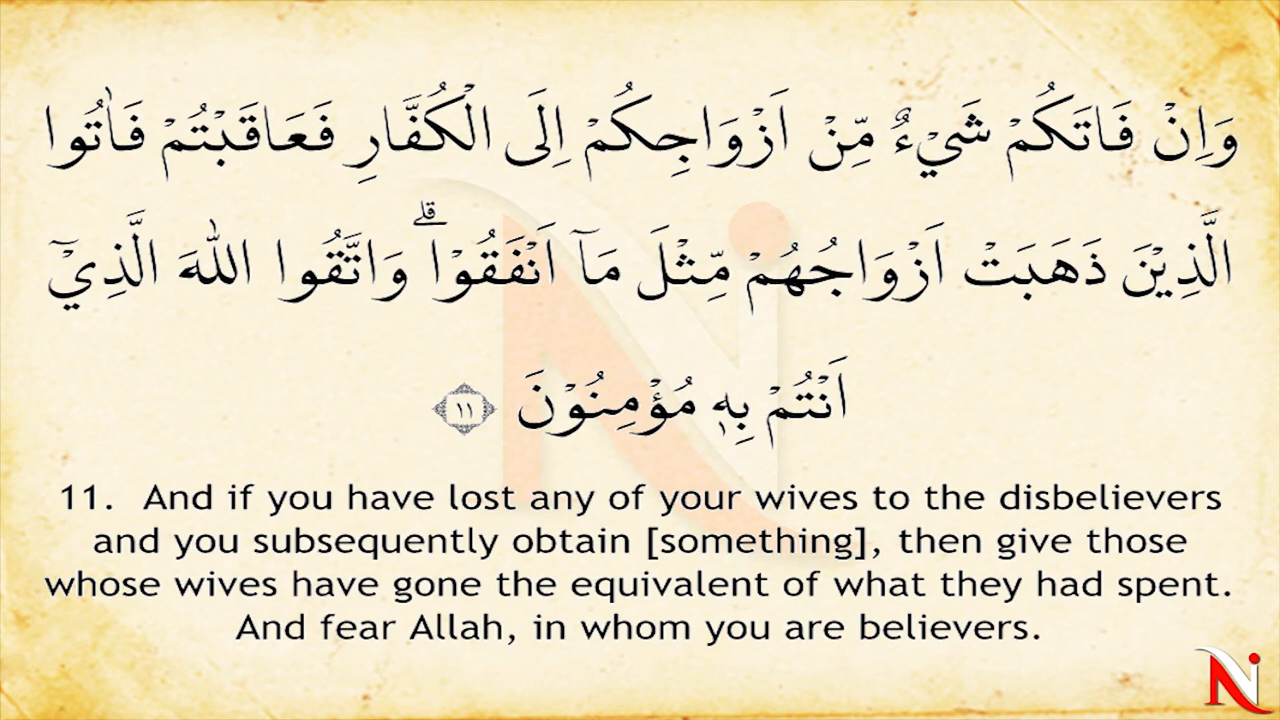 وَاِنْ فَاتَكُمْ شَيْءٌ مِّنْ اَزْوَاجِكُمْ اِلَى الْكُفَّارِ فَعَاقَبْتُمْ فَاٰتُوا
الَّذِيْنَ ذَهَبَتْ اَزْوَاجُهُمْ مِّثْلَ مَآ اَنْفَقُوْاۗ وَاتَّقُوا اللّٰهَ الَّذِيْٓ
اَنْتُمْ بِهٖ مُؤْمِنُوْنَ ١١
11. And if you have lost any of your wives to the disbelievers
and you subsequently obtain [something], then give those
whose wives have gone the equivalent of what they had spent.
And fear Allah, in whom you are believers.